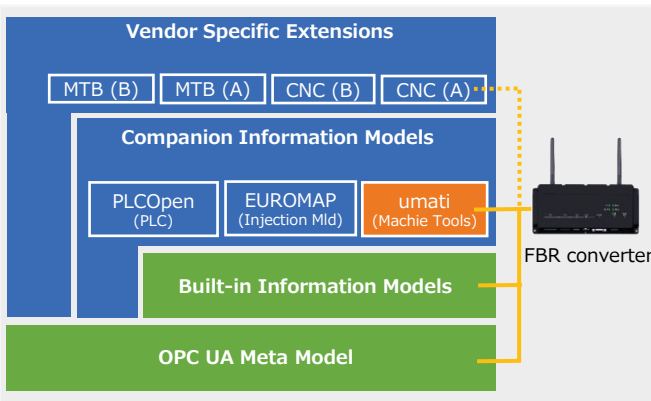 Vendor Specific Extensions
MTB (B)
MTB (A)
CNC (B)
CNC (A)
Companion Information Models
PLCOpen
(PLC)
EUROMAP
(Injection Mld)
umati
(Machie Tools)
FBR converter
Built-in Information Models
OPC UA Meta Model